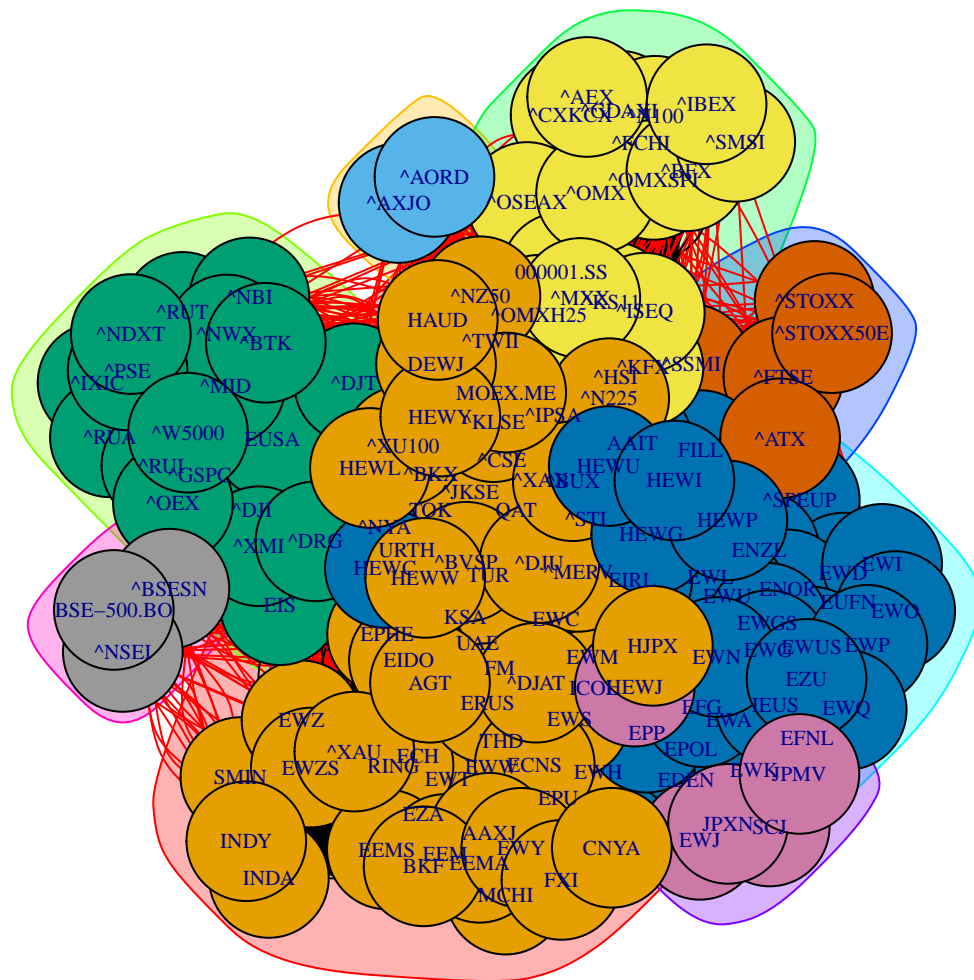 ^AEX
^IBEX
^CXKCX
^GDAXI
^N100
^FCHI
^SMSI
^BFX
^AORD
^OMXSPI
^OMX
^AXJO
^OSEAX
000001.SS
^NBI
^NZ50
^MXX
^STOXX
^RUT
KS11
^ISEQ
^OMXH25
HAUD
^NDXT
^NWX
^STOXX50E
^BTK
^TWII
DEWJ
^KFX
^SSMI
^PSE
^HSI
^FTSE
^IXIC
^MID
^DJT
MOEX.ME
^N225
HEWY
^IPSA
^KLSE
^RUA
^W5000
EUSA
^XU100
AAIT
^ATX
FILL
^CSE
HEWL
HEWU
^RUI
^GSPC
^BKX
^XAX
^BUX
HEWI
^JKSE
^OEX
^DJI
TOK
QAT
^SPEUP
^NYA
^STI
HEWG
HEWP
^XMI
^DRG
URTH
^BVSP
ENZL
^DJU
HEWC
HEWW
TUR
^MERV
EIRL
EWL
EWD
EWI
^BSESN
ENOR
EWU
EIS
EUFN
BSE-500.BO
KSA
EWC
EWGS
EWO
EPHE
UAE
HJPX
EWG
EWUS
EWP
^NSEI
EIDO
FM
EWM
EWN
AGT
^DJAT
ICOL
HEWJ
EZU
ERUS
EFG
IEUS
EWQ
EWZ
EWS
EWA
EPP
EFNL
THD
^XAU
ECH
EPOL
EWZS
RING
EWW
ECNS
EWH
EWK
JPMV
SMIN
EWT
EDEN
EPU
EZA
JPXN
SCJ
AAXJ
INDY
EWJ
EEMS
EEM
EWY
CNYA
BKF
EEMA
INDA
FXI
MCHI